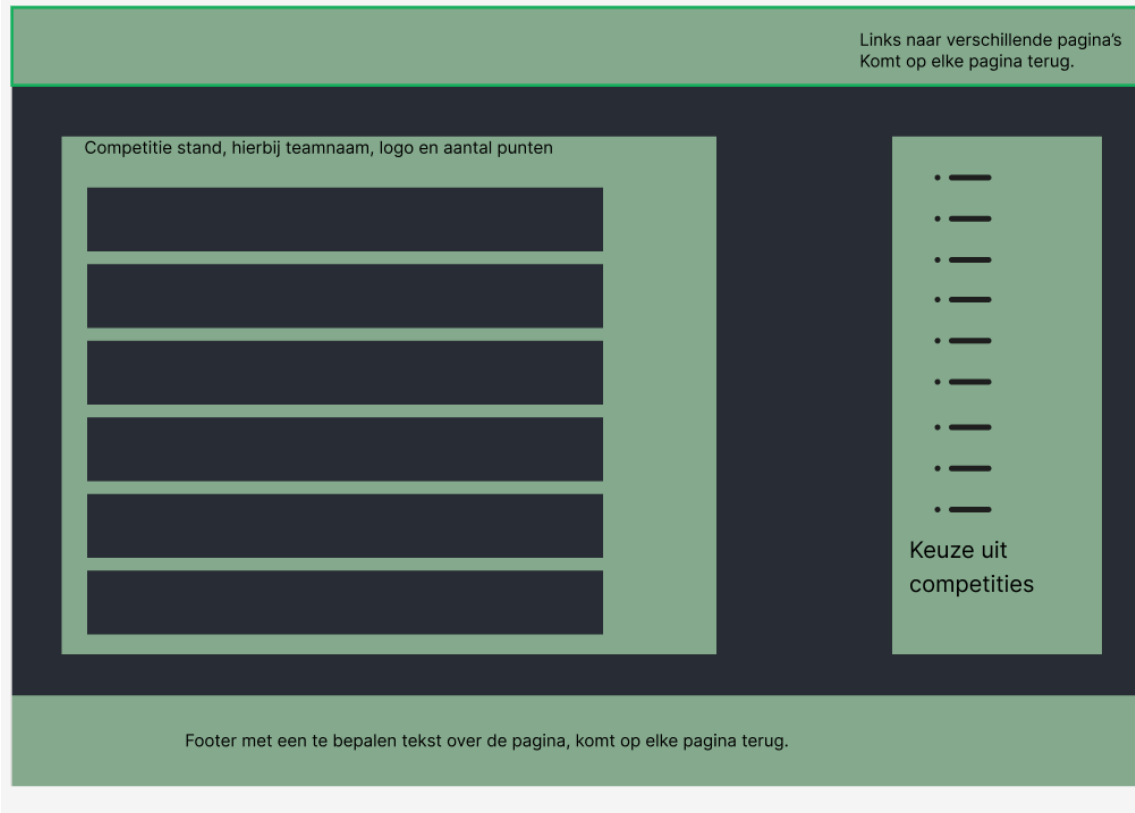 Links naar verschillende pagina's
Komt op elke pagina terug.
Competitie stand, hierbij teamnaam, logo en aantal punten
Keuze uit
competities
Footer met een te bepalen tekst over de pagina, komt op elke pagina terug.